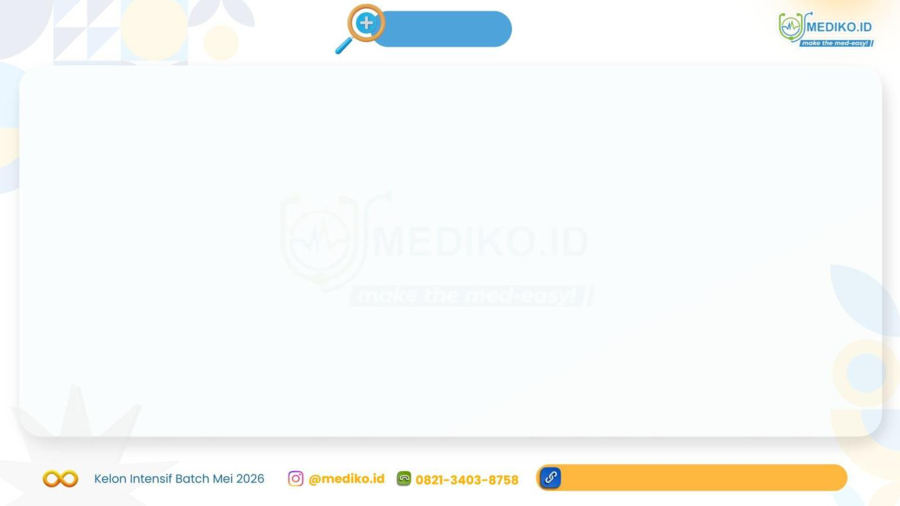 MEDIKO.ID
make the med-easy! ||
MEDIKO.ID
make the med-easy! ||
Kelon Intensif Batch Mei 2026
@mediko.id
0821-3403-8758